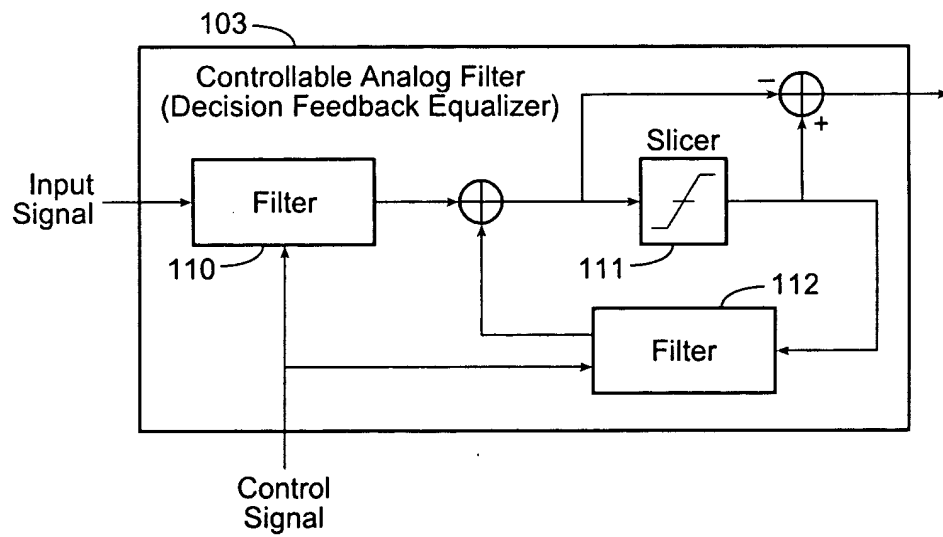 103
Controllable Analog Filter
(Decision Feedback Equalizer)
−
+
Slicer
Input
Signal
Filter
110
111
112
Filter
Control
Signal